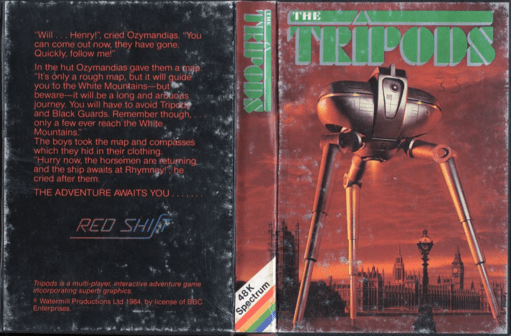 "Will . . . Henry!", cried Ozymandias. "You
can come out now, they have gone.
Quickly, follow me!"
In the hut Ozymandias gave them a map.
"It's only a rough map, but it will guide
you to the White Mountains—but
beware—it will be a long and arduous
journey. You will have to avoid Tripods
and Black Guards. Remember though,
only a few ever reach the White
Mountains."
The boys took the map and compasses
which they hid in their clothing.
"Hurry now, the horsemen are returning
and the ship awaits at Rhymney!", he
cried after them.
THE ADVENTURE AWAITS YOU . . . . . . .
RED SHIFT
Tripods is a multi-player, interactive adventure game
incorporating superb graphics.
© Watermill Productions Ltd 1984, by license of BBC
Enterprises.
THE
TRIPODS
48K
Spectrum
THE
TRIPODS